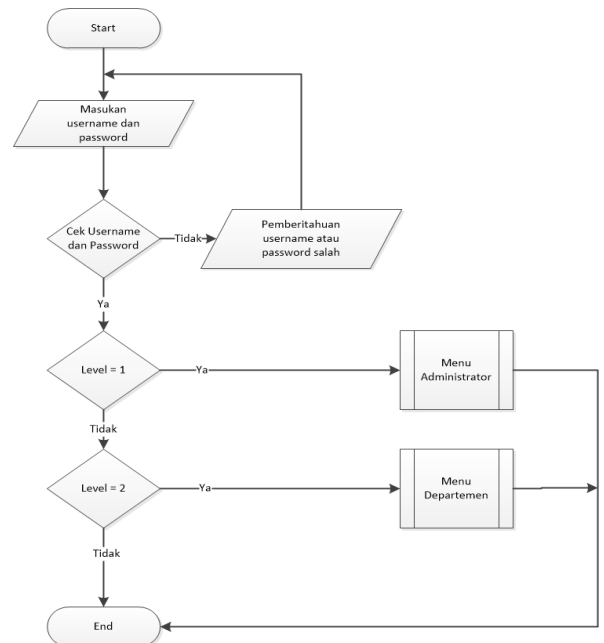 Start
Masukan
username dan
password
Cek Username
dan Password
Tidak
Pemberitahuan
username atau
password salah
Ya
Level = 1
Ya
Menu
Administrator
Tidak
Level = 2
Ya
Menu
Departemen
Tidak
End